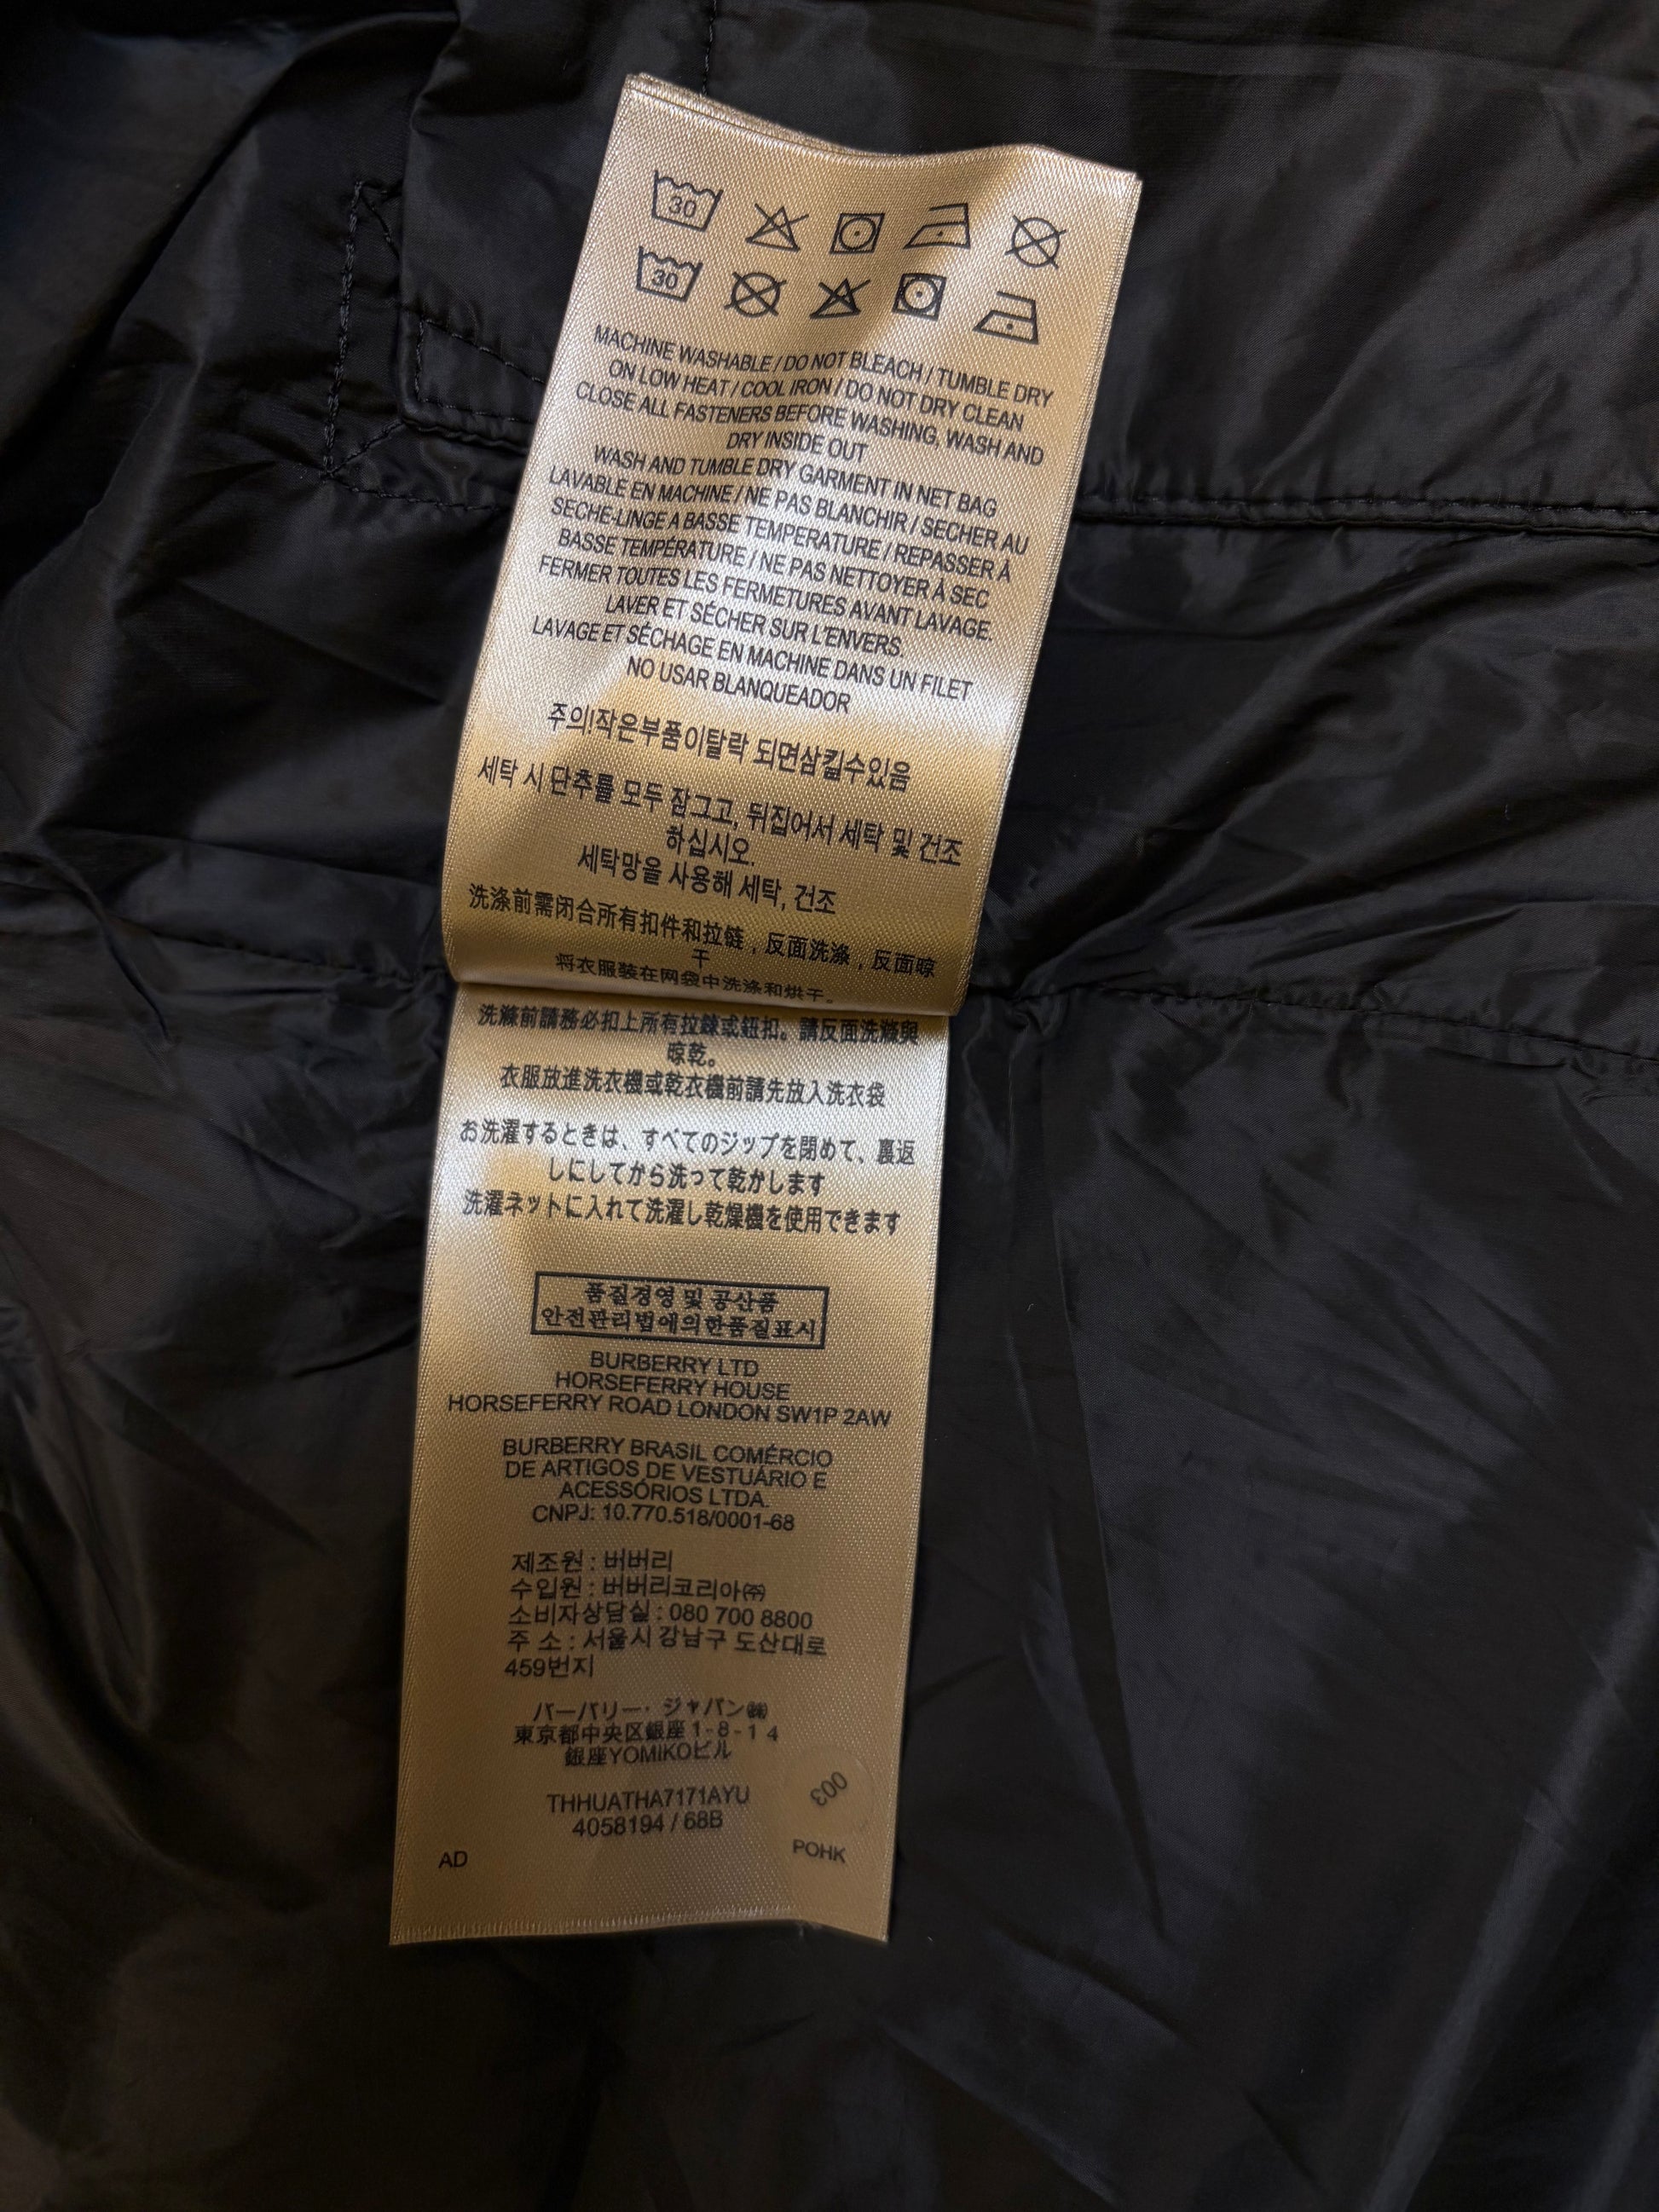 30
30
MACHINE WASHABLE / DO NOT BLEACH / TUMBLE DRY
ON LOW HEAT / COOL IRON / DO NOT DRY CLEAN
CLOSE ALL FASTENERS BEFORE WASHING, WASH AND
DRY INSIDE OUT
WASH AND TUMBLE DRY GARMENT IN NET BAG
LAVABLE EN MACHINE / NE PAS BLANCHIR / SECHER AU
SECHE-LINGE A BASSE TEMPERATURE / REPASSER À
BASSE TEMPÉRATURE / NE PAS NETTOYER À SEC
FERMER TOUTES LES FERMETURES AVANT LAVAGE.
LAVER ET SÉCHER SUR L'ENVERS.
LAVAGE ET SÉCHAGE EN MACHINE DANS UN FILET
NO USAR BLANQUEADOR
주의!작은부품이탈락 되면삼킬수있음
세탁 시 단추를 모두 잠그고, 뒤집어서 세탁 및 건조
하십시오.
세탁망을 사용해 세탁, 건조
洗涤前需闭合所有扣件和拉链，反面洗涤，反面晾
干
将衣服装在网袋中洗涤和烘干。
洗滌前請務必扣上所有拉鍊或鈕扣。請反面洗滌與
晾乾。
衣服放進洗衣機或乾衣機前請先放入洗衣袋
お洗濯するときは、すべてのジップを閉めて、裏返
しにしてから洗って乾かします
洗濯ネットに入れて洗濯し乾燥機を使用できます
품질경영 및 공산품
안전관리법에의한품질표시
BURBERRY LTD
HORSEFERRY HOUSE
HORSEFERRY ROAD LONDON SW1P 2AW
BURBERRY BRASIL COMÉRCIO
DE ARTIGOS DE VESTUÁRIO E
ACESSÓRIOS LTDA.
CNPJ: 10.770.518/0001-68
제조원 : 버버리
수입원 : 버버리코리아㈜
소비자상담실 : 080 700 8800
주 소 : 서울시 강남구 도산대로
459번지
バーバリー・ジャパン㈱
東京都中央区銀座1-8-14
銀座YOMIKOビル
003
THHUATHA7171AYU
4058194 / 68B
AD
POHK